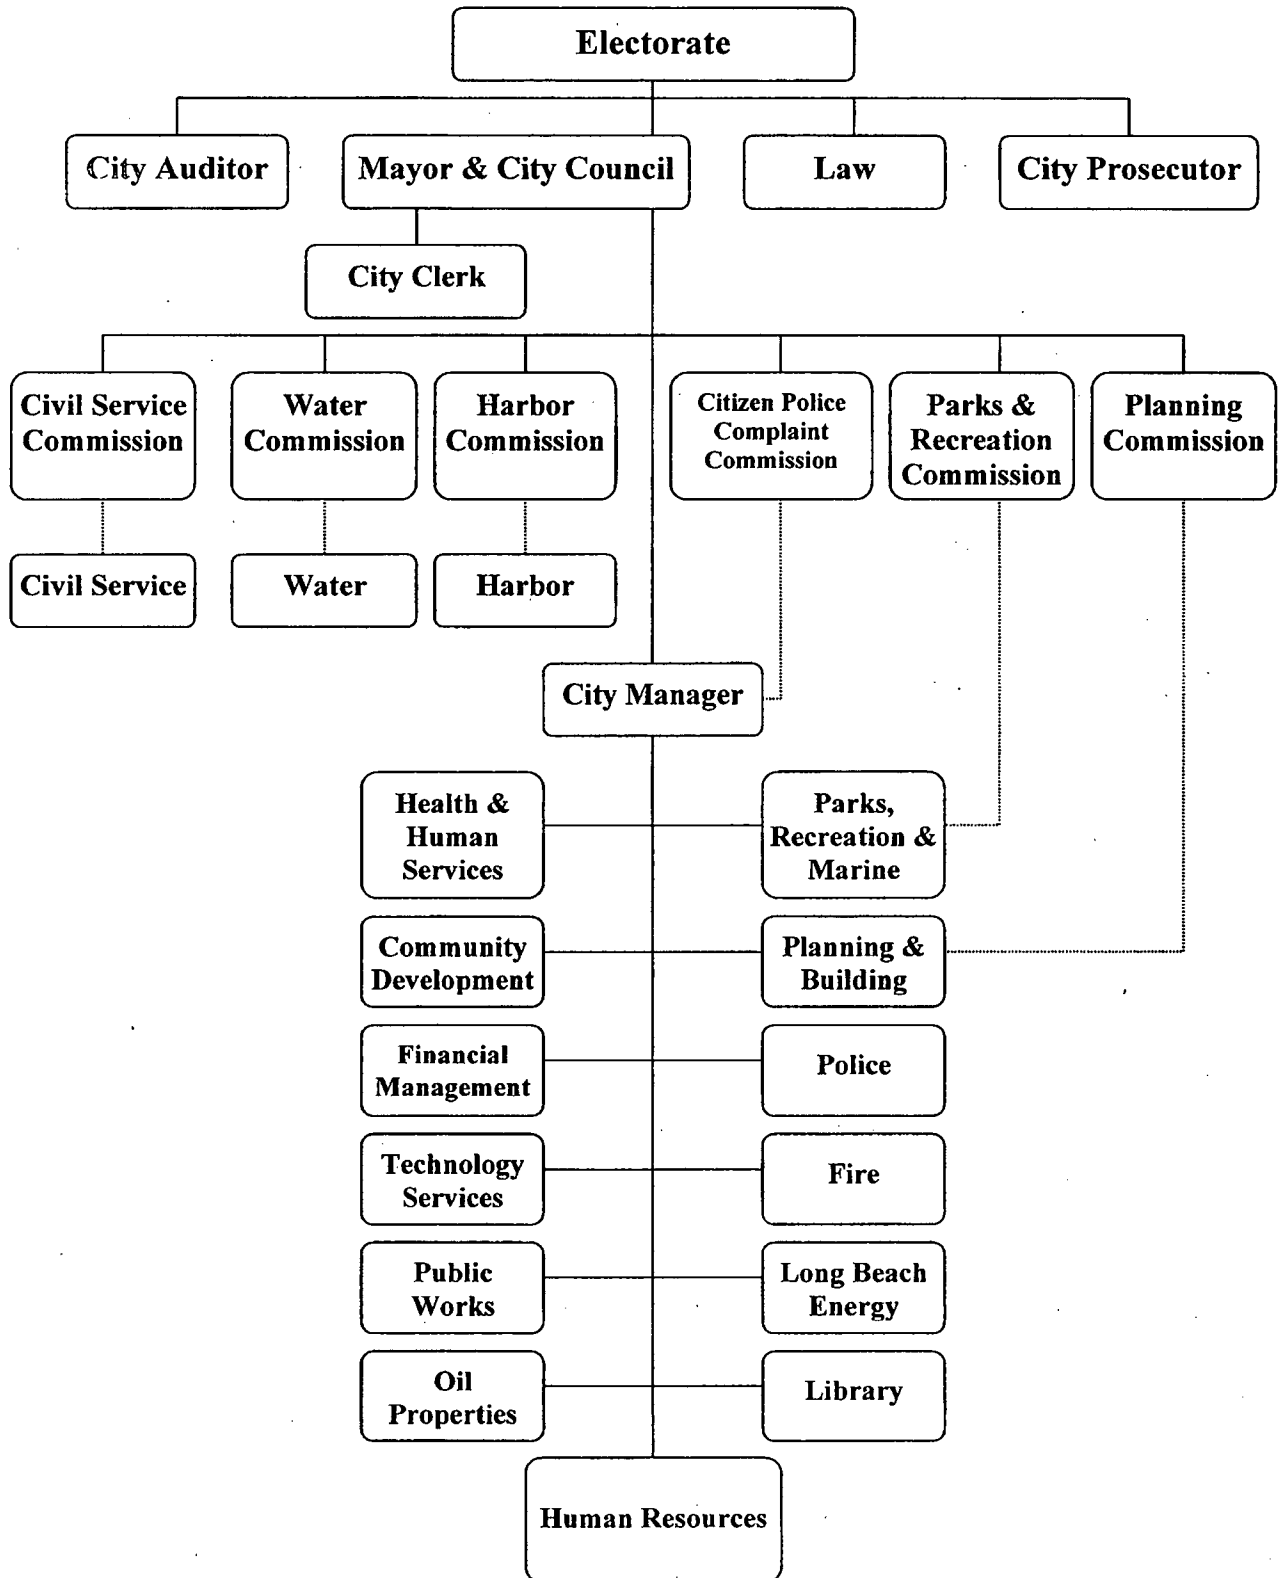 Electorate
City Auditor
Mayor & City Council
Law
City Prosecutor
City Clerk
Civil Service
Commission
Water
Commission
Harbor
Commission
Citizen Police
Complaint
Commission
Parks &
Recreation
Commission
Planning
Commission
Civil Service
Water
Harbor
City Manager
Health &
Human
Services
Parks,
Recreation &
Marine
Community
Development
Planning &
Building
Financial
Management
Police
Technology
Services
Fire
Public
Works
Long Beach
Energy
Oil
Properties
Library
Human Resources